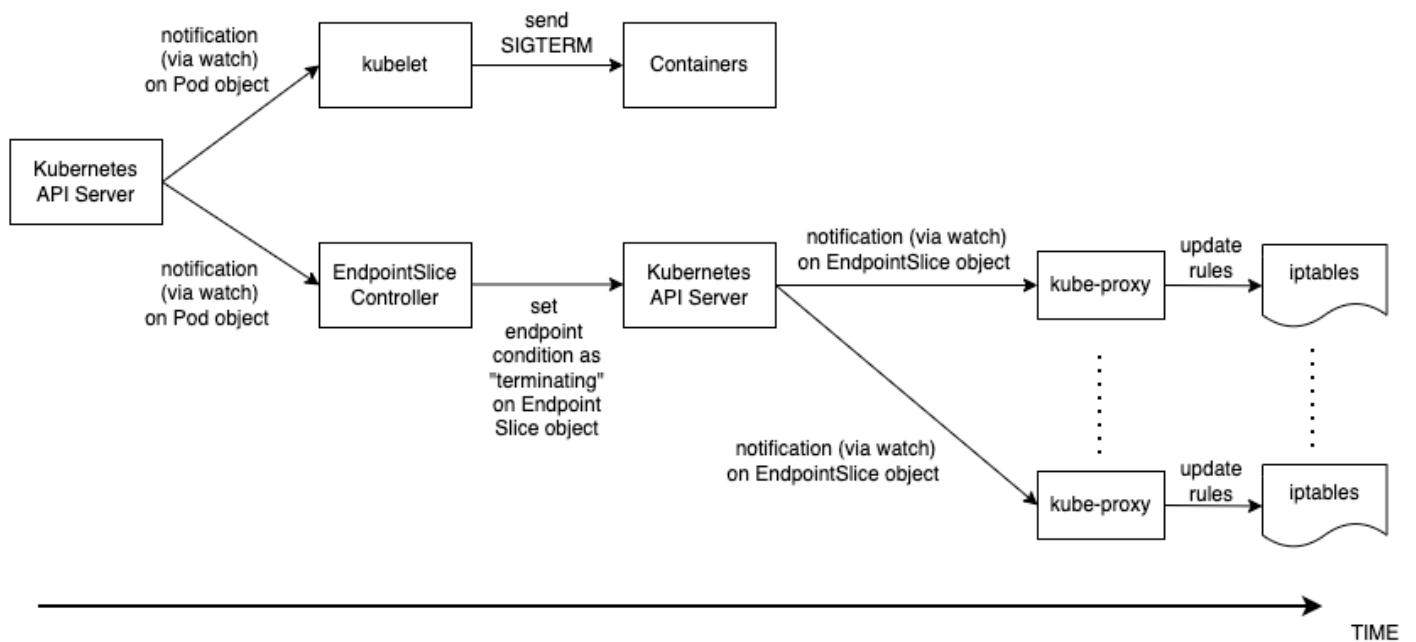 notification
(via watch)
on Pod object
kubelet
send
SIGTERM
Containers
Kubernetes
API Server
notification
(via watch)
on Pod object
EndpointSlice
Controller
set
endpoint
condition as
"terminating"
on Endpoint
Slice object
Kubernetes
API Server
notification (via watch)
on EndpointSlice object
kube-proxy
update
rules
iptables
notification (via watch)
on EndpointSlice object
kube-proxy
update
rules
iptables
TIME